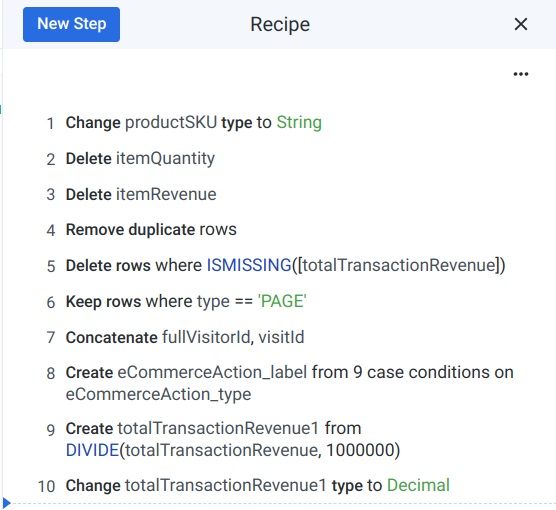 New Step
Recipe
1 Change productSKU type to String
2 Delete itemQuantity
3 Delete itemRevenue
4 Remove duplicate rows
5 Delete rows where ISMISSING([totalTransactionRevenue])
6 Keep rows where type == 'PAGE'
7 Concatenate fullVisitorId, visitId
8 Create eCommerceAction_label from 9 case conditions on
eCommerceAction_type
9 Create totalTransactionRevenue1 from
DIVIDE(totalTransactionRevenue, 1000000)
10 Change totalTransactionRevenue1 type to Decimal